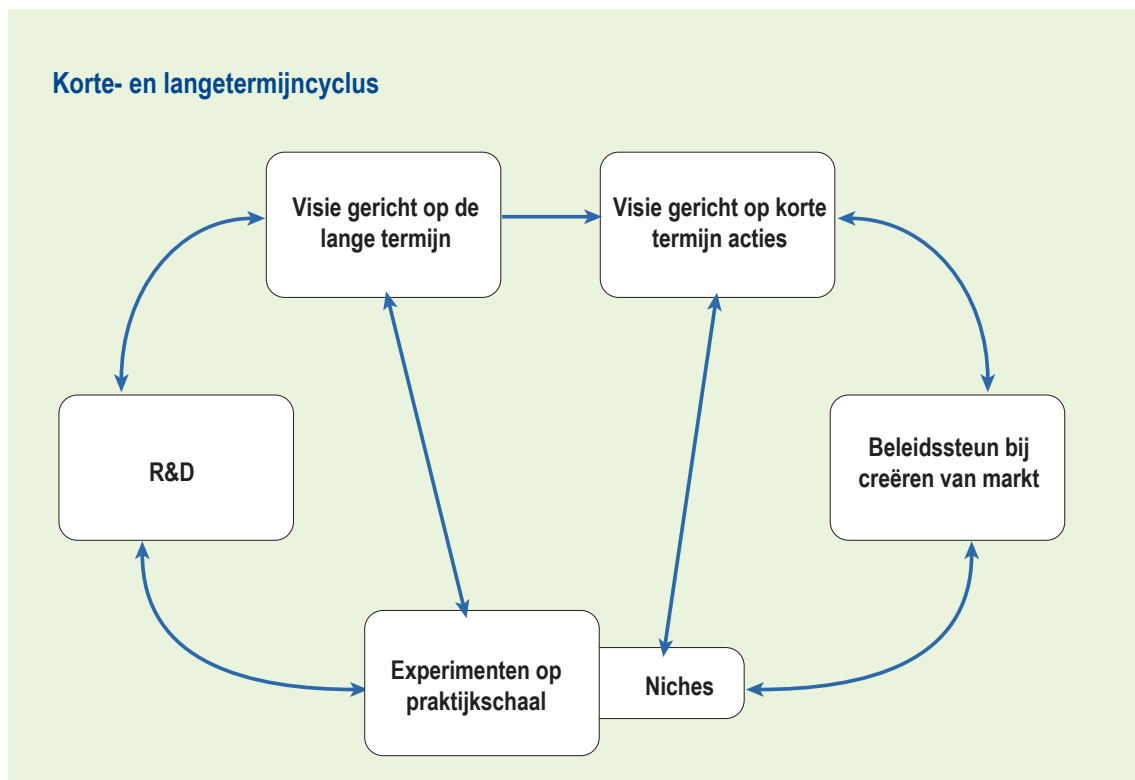 Korte- en langetermijncyclus
Visie gericht op de
lange termijn
Visie gericht op korte
termijn acties
R&D
Beleidssteun bij
creëren van markt
Experimenten op
praktijkschaal
Niches